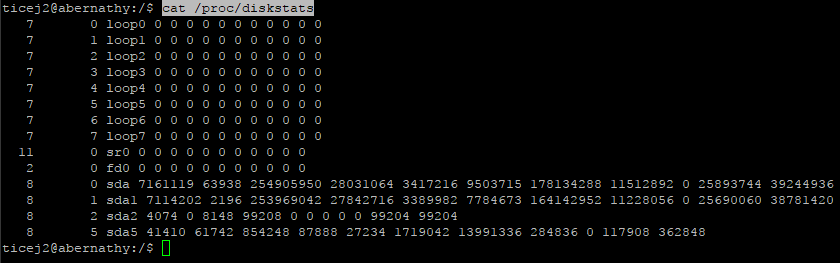 ticej2@abernathy:/$ cat /proc/diskstats
7 0 loop0 0 0 0 0 0 0 0 0 0 0 0
7 1 loop1 0 0 0 0 0 0 0 0 0 0 0
7 2 loop2 0 0 0 0 0 0 0 0 0 0 0
7 3 loop3 0 0 0 0 0 0 0 0 0 0 0
7 4 loop4 0 0 0 0 0 0 0 0 0 0 0
7 5 loop5 0 0 0 0 0 0 0 0 0 0 0
7 6 loop6 0 0 0 0 0 0 0 0 0 0 0
7 7 loop7 0 0 0 0 0 0 0 0 0 0 0
11 0 sr0 0 0 0 0 0 0 0 0 0 0 0
2 0 fd0 0 0 0 0 0 0 0 0 0 0 0
8 0 sda 7161119 63938 254905950 28031064 3417216 9503715 178134288 11512892 0 25893744 39244936
8 1 sda1 7114202 2196 253969042 27842716 3389982 7784673 164142952 11228056 0 25690060 38781420
8 2 sda2 4074 0 8148 99208 0 0 0 0 0 99204 99204
8 5 sda5 41410 61742 854248 87888 27234 1719042 13991336 284836 0 117908 362848
ticej2@abernathy:/$